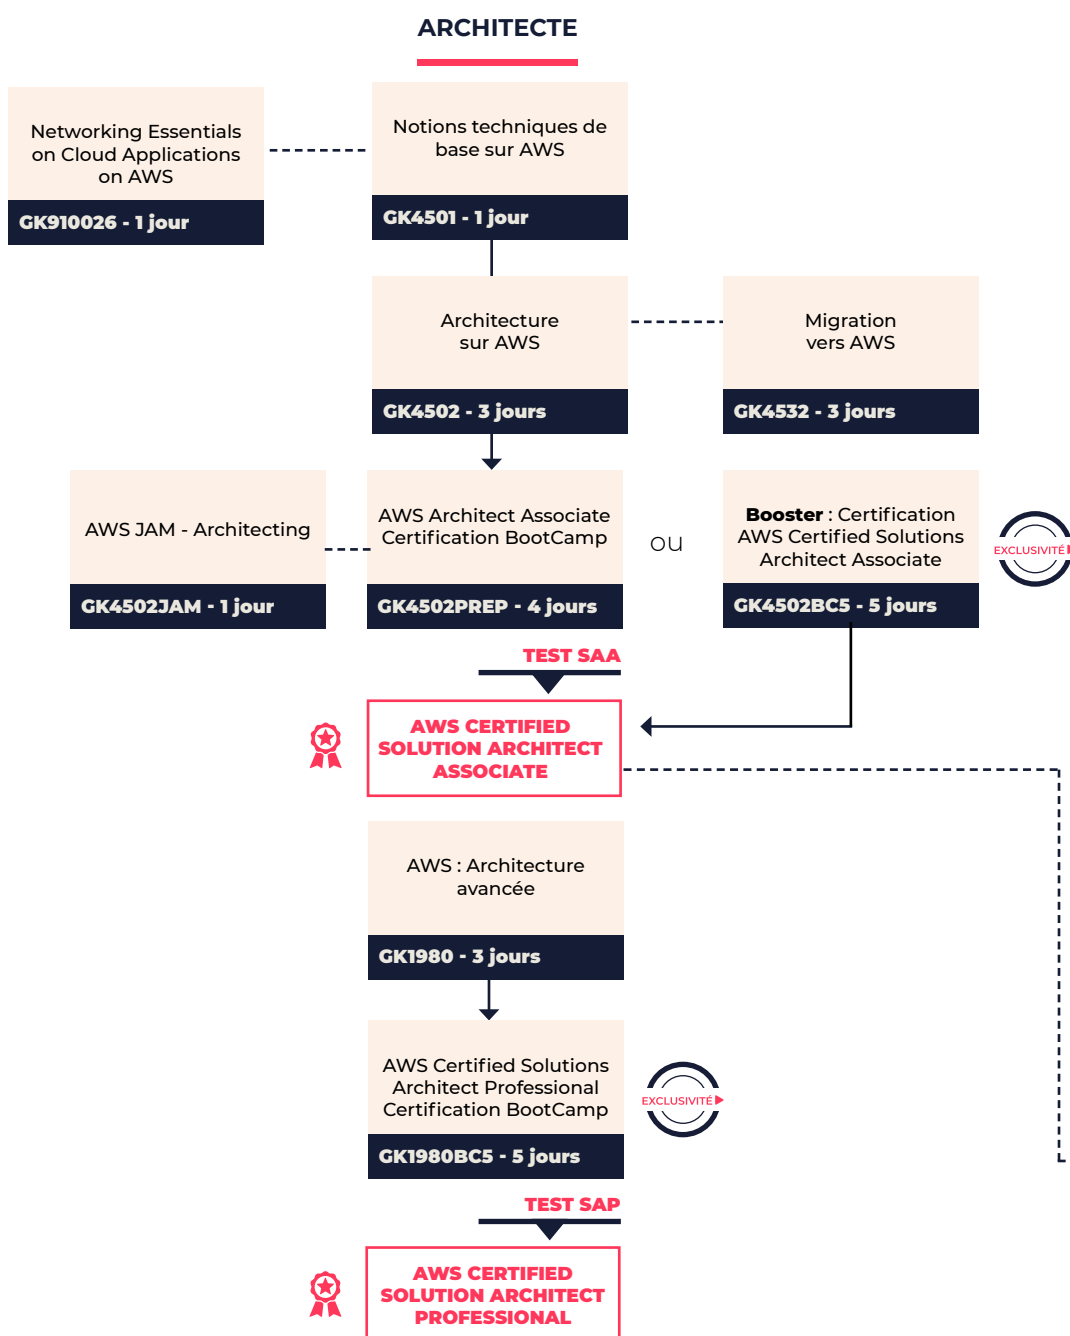 ARCHITECTE
Networking Essentials
on Cloud Applications
on AWS
GK910026 - 1 jour
Notions techniques de
base sur AWS
GK4501 - 1 jour
Architecture
sur AWS
GK4502 - 3 jours
Migration
vers AWS
GK4532 - 3 jours
AWS JAM - Architecting
GK4502JAM - 1 jour
AWS Architect Associate
Certification BootCamp
GK4502PREP - 4 jours
ou
Booster : Certification
AWS Certified Solutions
Architect Associate
GK4502BC5 - 5 jours
EXCLUSIVITÉ
TEST SAA
AWS CERTIFIED
SOLUTION ARCHITECT
ASSOCIATE
AWS : Architecture
avancée
GK1980 - 3 jours
AWS Certified Solutions
Architect Professional
Certification BootCamp
GK1980BC5 - 5 jours
EXCLUSIVITÉ
TEST SAP
AWS CERTIFIED
SOLUTION ARCHITECT
PROFESSIONAL